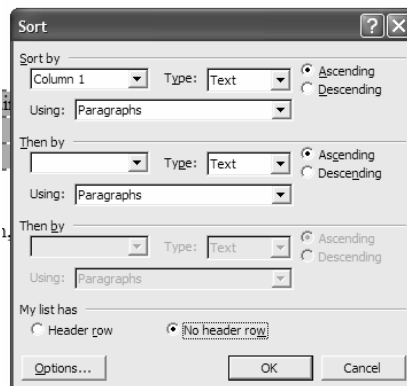 Sort
Sort by
Column 1 Type: Text Ascending
Descending
Using: Paragraphs
Then by
Type: Text Ascending
Descending
Using: Paragraphs
Then by
Type: Text Ascending
Descending
Using: Paragraphs
My list has
Header row No header row
Options... OK Cancel